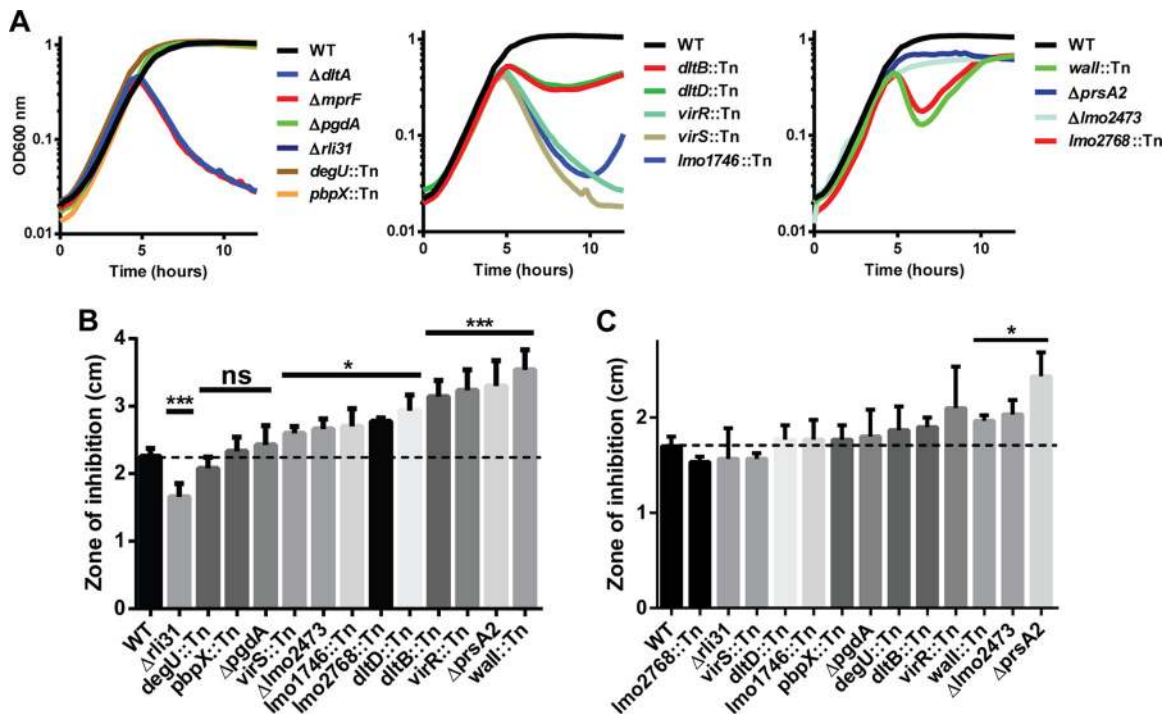 A
OD600 nm
1
0.1
0.01
0
5
10
Time (hours)
WT
ΔdltA
ΔmprF
ΔpgdA
Δrli31
degU::Tn
pbpX::Tn
1
0.1
0.01
0
5
10
Time (hours)
WT
dltB::Tn
dltD::Tn
virR::Tn
virS::Tn
lmo1746::Tn
1
0.1
0.01
0
5
10
Time (hours)
WT
walI::Tn
ΔprsA2
Δlmo2473
lmo2768::Tn
B
Zone of inhibition (cm)
4
3
2
1
0
***
ns
*
***
WT
Δrli31
degU::Tn
pbpX::Tn
ΔpgdA
virS::Tn
Δlmo2473
lmo1746::Tn
lmo2768::Tn
dltD::Tn
dltB::Tn
virR::Tn
ΔprsA2
walI::Tn
C
Zone of inhibition (cm)
2
1
0
*
WT
lmo2768::Tn
Δrli31
virS::Tn
dltD::Tn
lmo1746::Tn
pbpX::Tn
ΔpgdA
degU::Tn
dltB::Tn
virR::Tn
walI::Tn
Δlmo2473
ΔprsA2